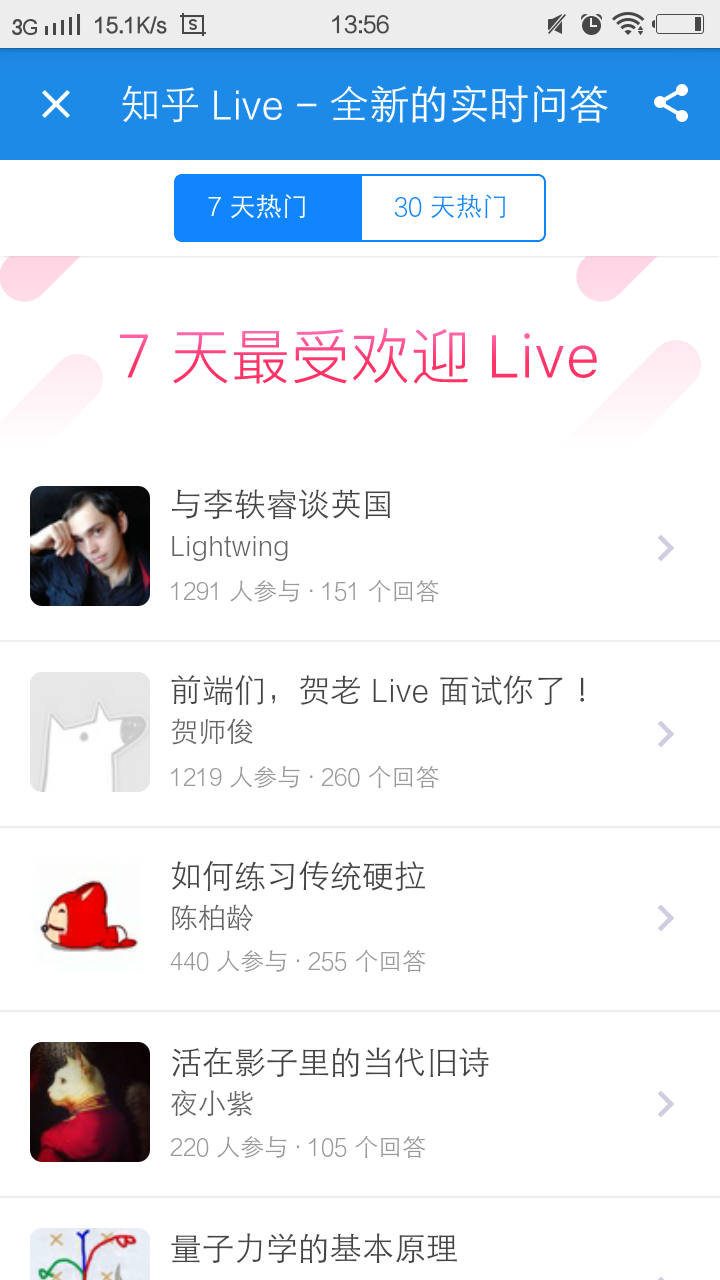 3G 15.1K/s S 13:56
知乎 Live – 全新的实时问答
7 天热门 30 天热门
7 天最受欢迎 Live
与李轶睿谈英国
Lightwing
1291 人参与 · 151 个回答
前端们，贺老 Live 面试你了！
贺师俊
1219 人参与 · 260 个回答
如何练习传统硬拉
陈柏龄
440 人参与 · 255 个回答
活在影子里的当代旧诗
夜小紫
220 人参与 · 105 个回答
量子力学的基本原理